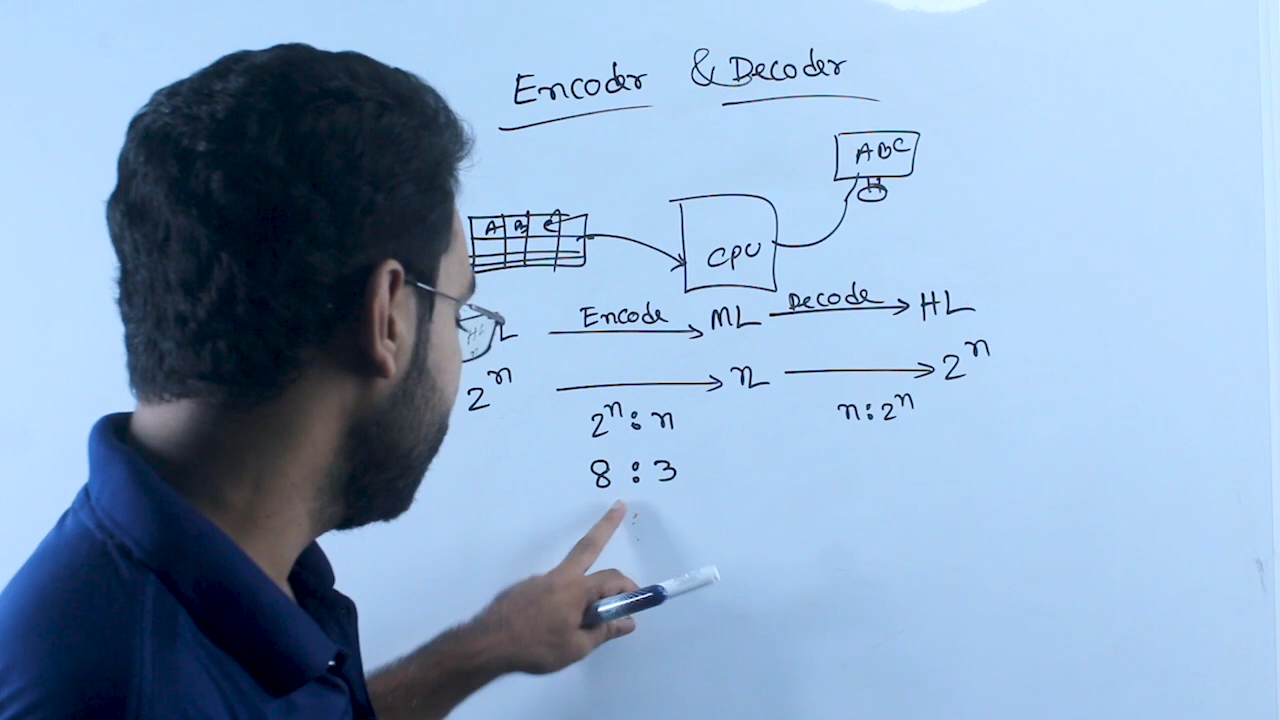 Encoder & Decoder
ABC
A B C
CPU
L Encode ML Decode HL
2ⁿ n 2ⁿ
2ⁿ : n n : 2ⁿ
8 : 3